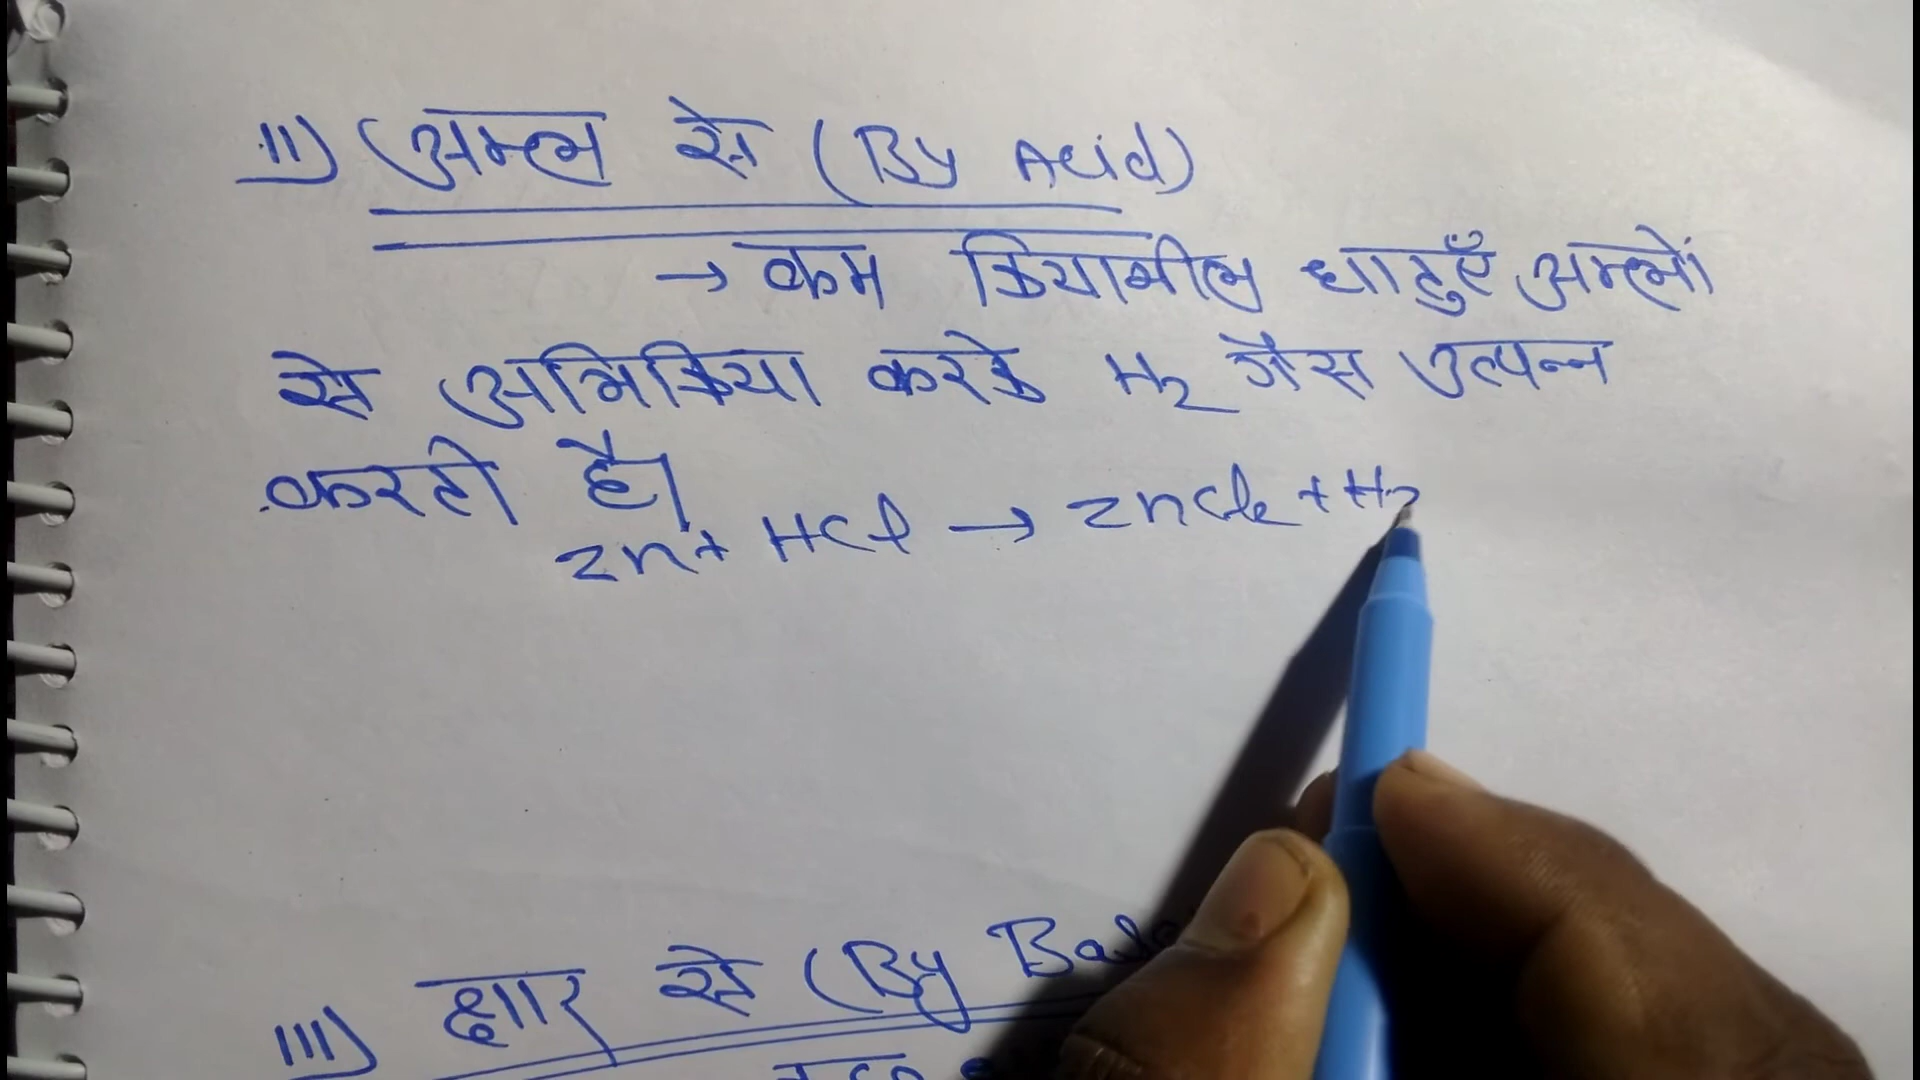 II) अम्ल से (By Acid)
→ कम क्रियाशील धातुएँ अम्लों
से अभिक्रिया करके H2 गैस उत्पन्न
करती है।
zn + HCl → zncl2 + H2
III) क्षार से (By Base